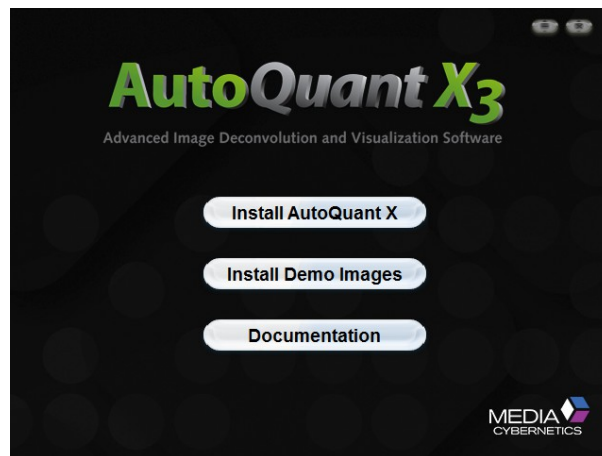 AutoQuant X3
Advanced Image Deconvolution and Visualization Software
Install AutoQuant X
Install Demo Images
Documentation
MEDIA
CYBERNETICS